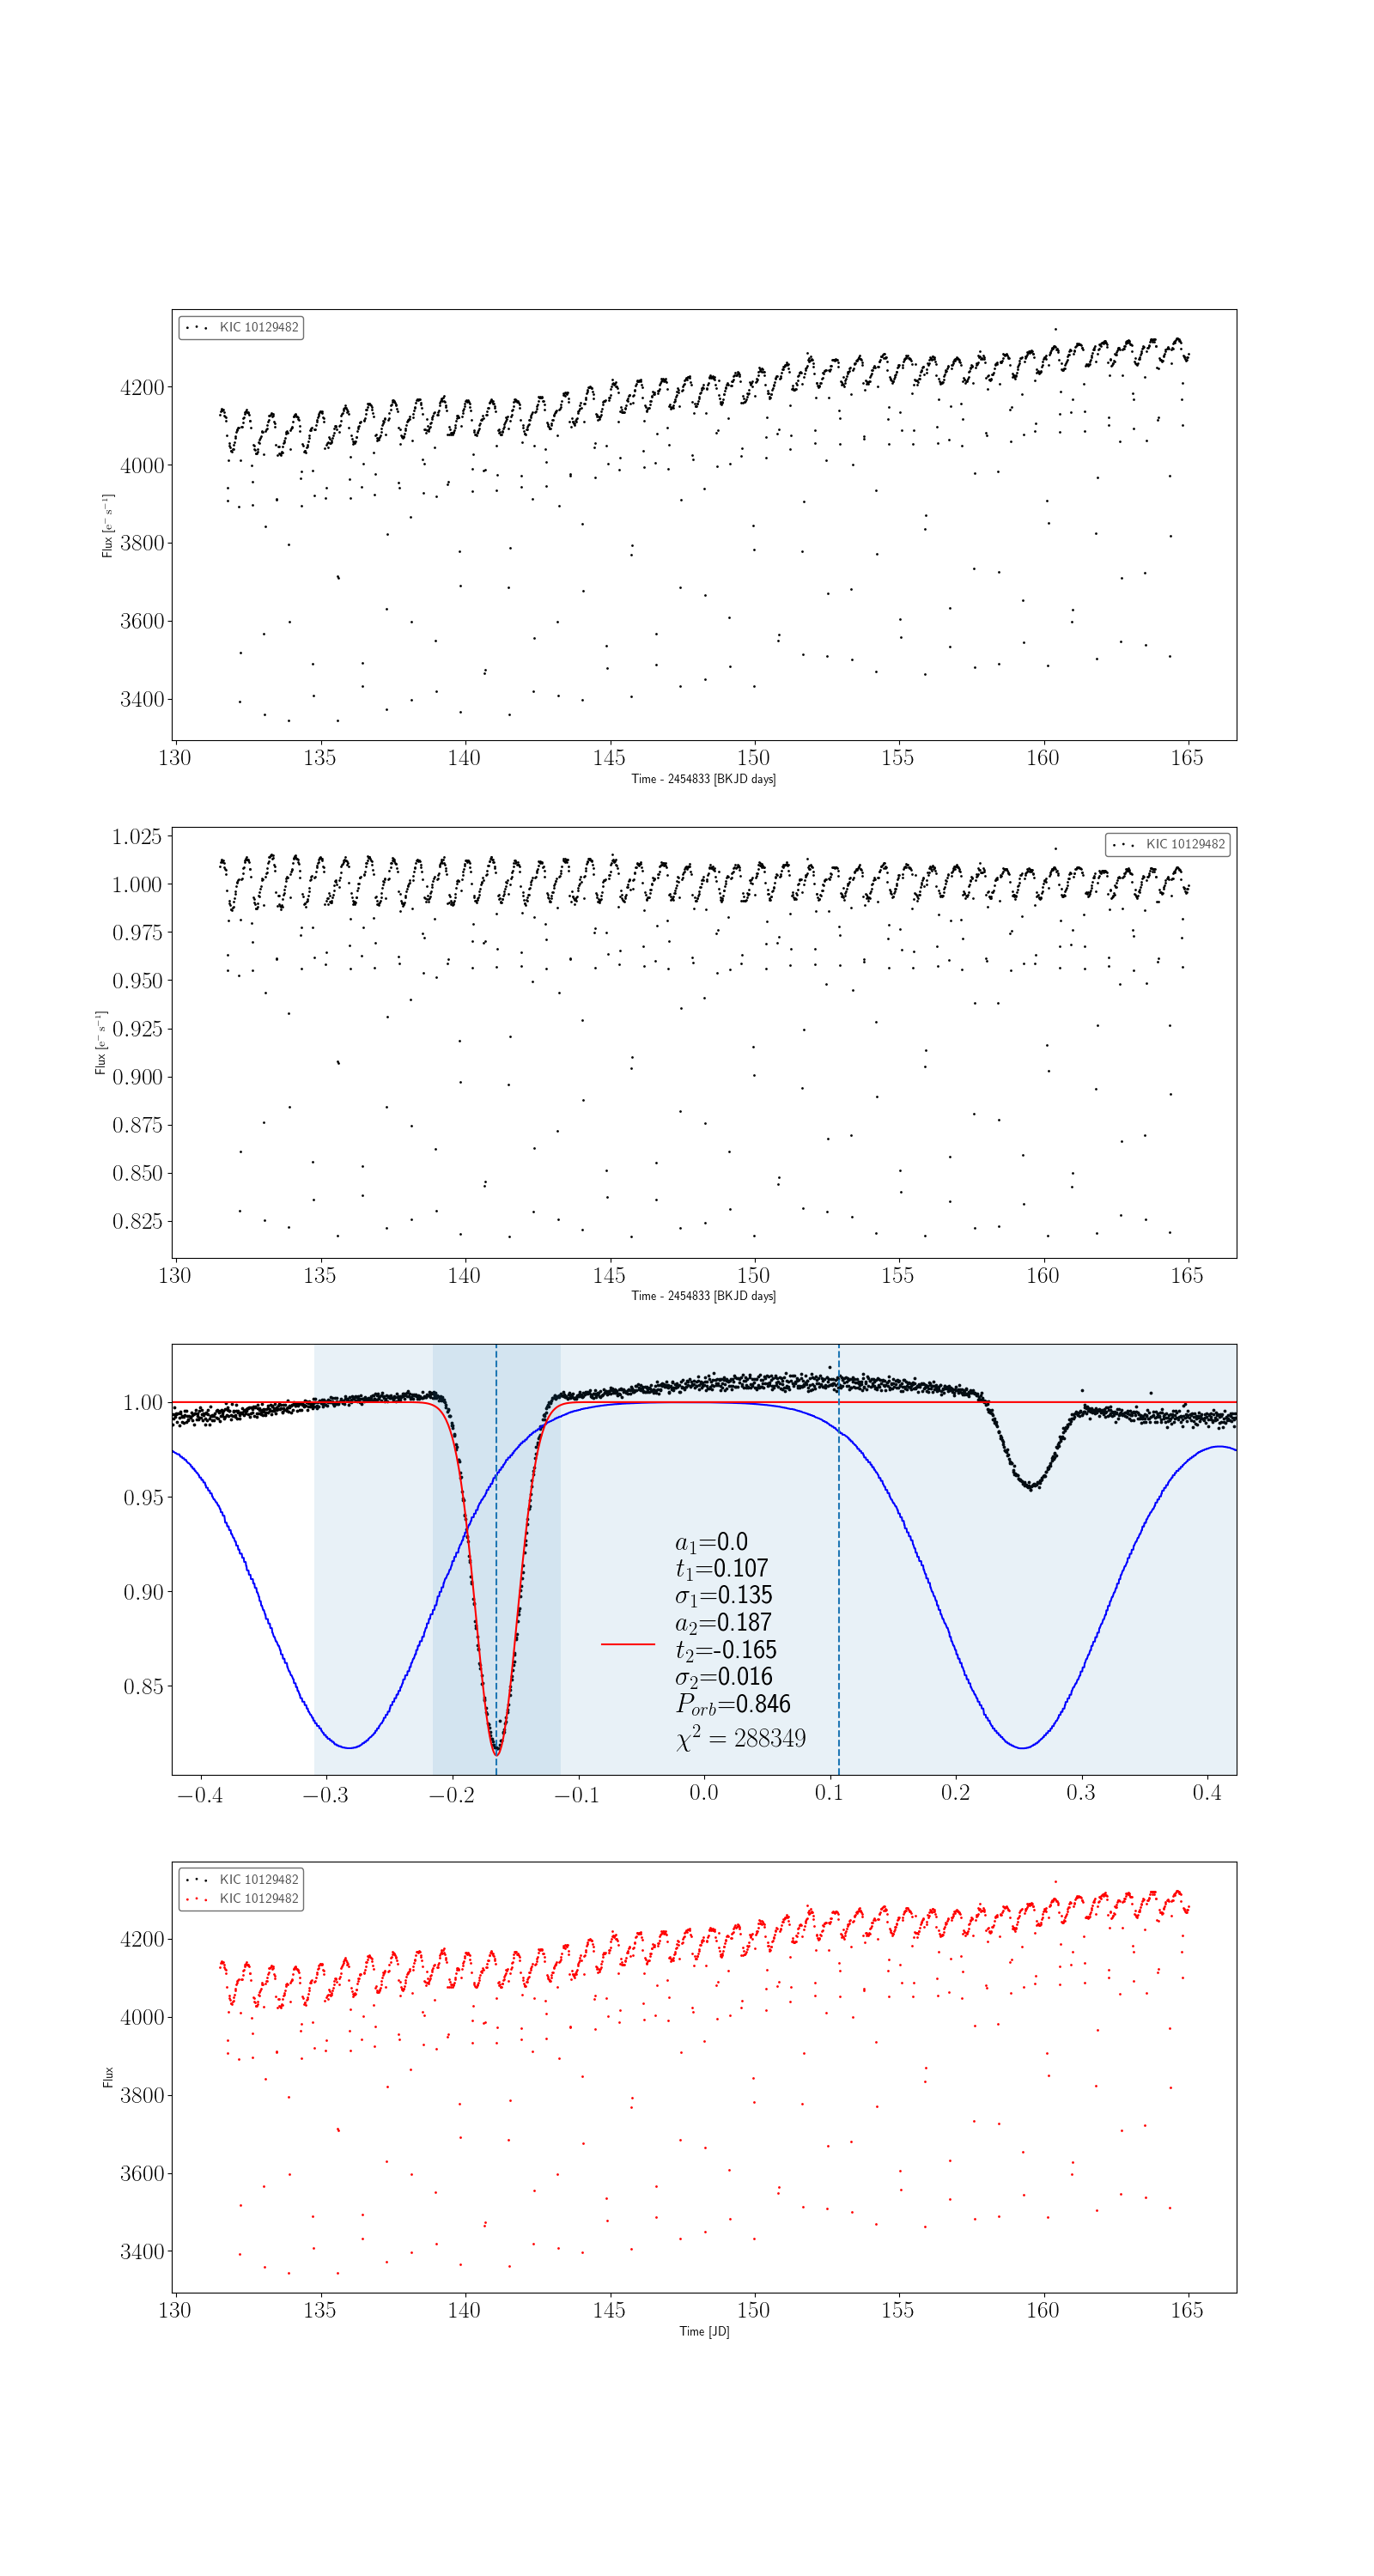 KIC 10129482
4200
4000
3800
3600
3400
Flux [e⁻ s⁻¹]
130 135 140 145 150 155 160 165
Time - 2454833 [BKJD days]
KIC 10129482
1.025
1.000
0.975
0.950
0.925
0.900
0.875
0.850
0.825
Flux [e⁻ s⁻¹]
130 135 140 145 150 155 160 165
Time - 2454833 [BKJD days]
1.00
0.95
0.90
0.85
a₁=0.0
t₁=0.107
σ₁=0.135
a₂=0.187
t₂=-0.165
σ₂=0.016
P_orb=0.846
χ² = 288349
−0.4 −0.3 −0.2 −0.1 0.0 0.1 0.2 0.3 0.4
KIC 10129482
KIC 10129482
4200
4000
3800
3600
3400
Flux
130 135 140 145 150 155 160 165
Time [JD]